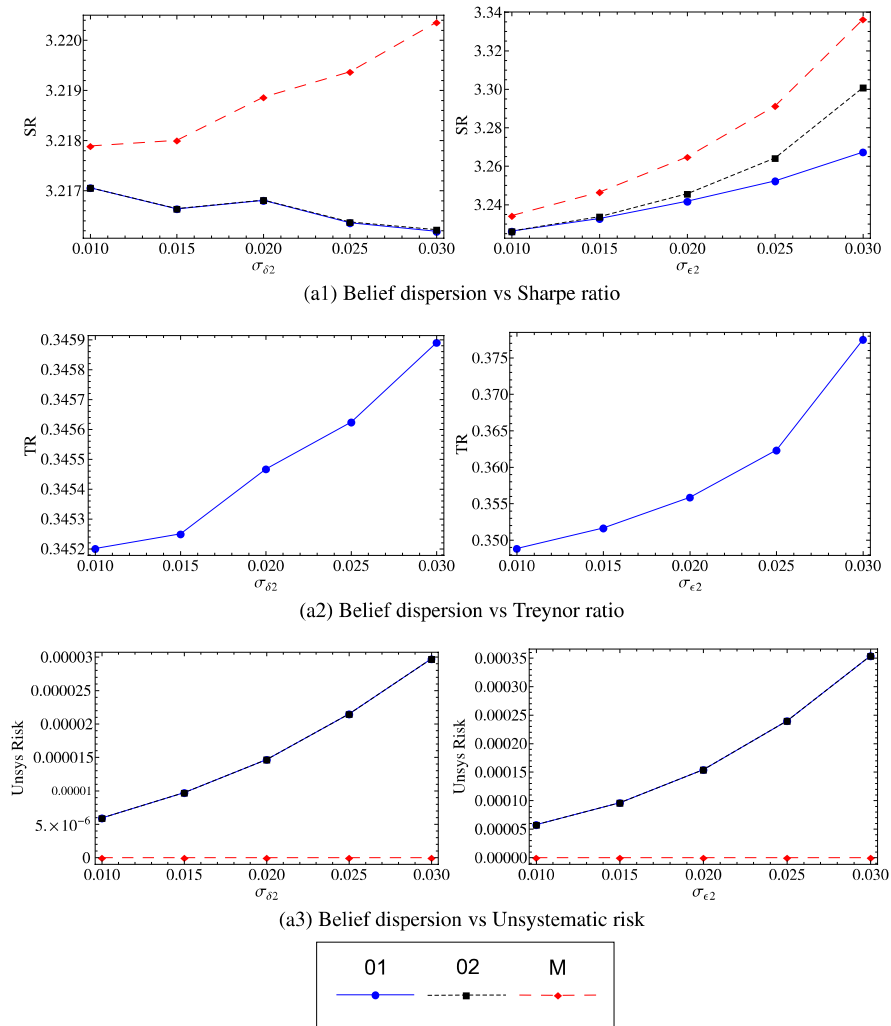 3.220
3.219
3.218
3.217
SR
0.010 0.015 0.020 0.025 0.030
σδ2
3.34
3.32
3.30
3.28
3.26
3.24
SR
0.010 0.015 0.020 0.025 0.030
σϵ2
(a1) Belief dispersion vs Sharpe ratio
0.3459
0.3458
0.3457
0.3456
0.3455
0.3454
0.3453
0.3452
TR
0.010 0.015 0.020 0.025 0.030
σδ2
0.375
0.370
0.365
0.360
0.355
0.350
TR
0.010 0.015 0.020 0.025 0.030
σϵ2
(a2) Belief dispersion vs Treynor ratio
0.00003
0.000025
0.00002
0.000015
0.00001
5.×10⁻⁶
0
Unsys Risk
0.010 0.015 0.020 0.025 0.030
σδ2
0.00035
0.00030
0.00025
0.00020
0.00015
0.00010
0.00005
0.00000
Unsys Risk
0.010 0.015 0.020 0.025 0.030
σϵ2
(a3) Belief dispersion vs Unsystematic risk
01 02 M